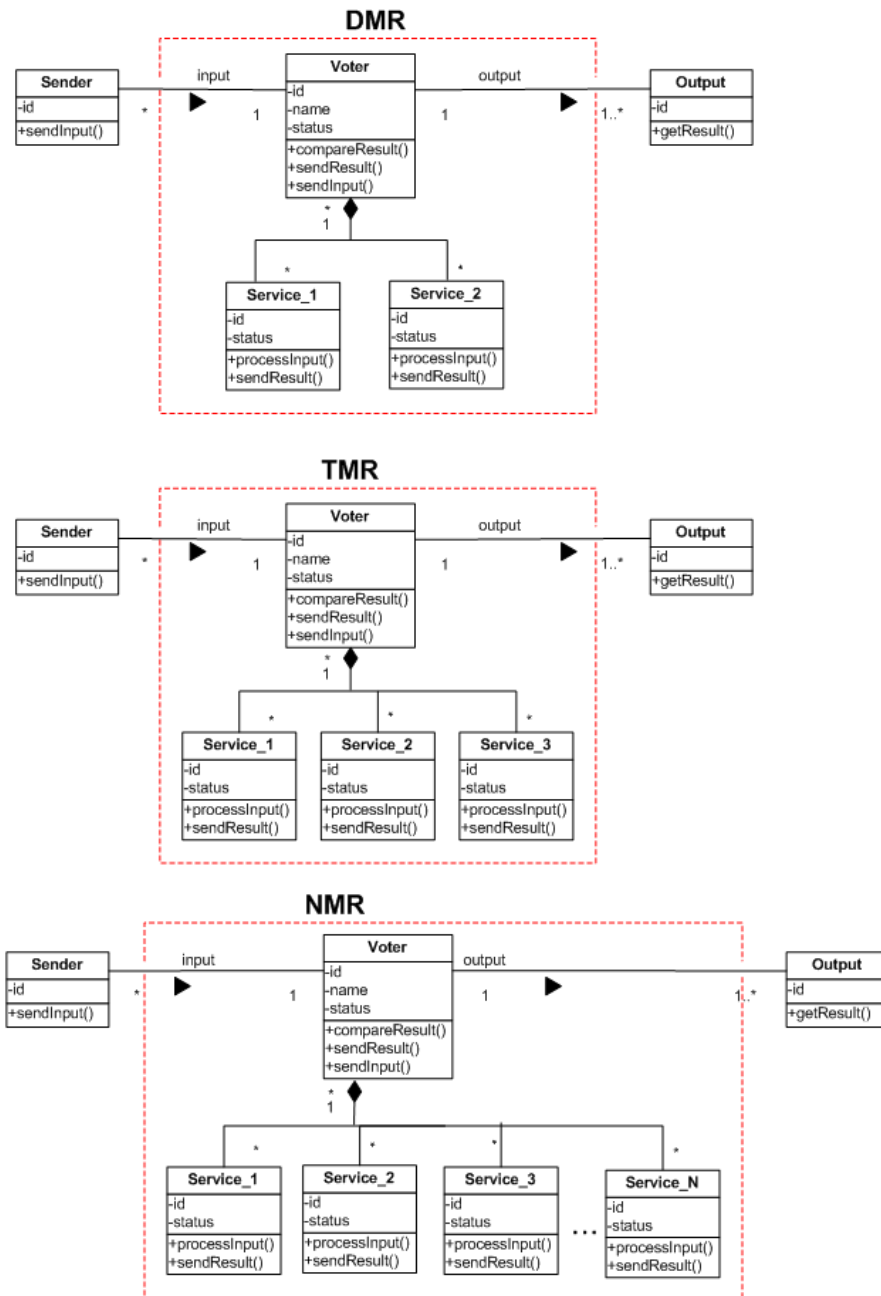 DMR
Sender
-id
+sendInput()
*
input
1
Voter
-id
-name
-status
+compareResult()
+sendResult()
+sendInput()
output
1
1..*
Output
-id
+getResult()
*
1
*
*
Service_1
-id
-status
+processInput()
+sendResult()
Service_2
-id
-status
+processInput()
+sendResult()
TMR
Sender
-id
+sendInput()
*
input
1
Voter
-id
-name
-status
+compareResult()
+sendResult()
+sendInput()
output
1
1..*
Output
-id
+getResult()
*
1
*
*
*
Service_1
-id
-status
+processInput()
+sendResult()
Service_2
-id
-status
+processInput()
+sendResult()
Service_3
-id
-status
+processInput()
+sendResult()
NMR
Sender
-id
+sendInput()
*
input
1
Voter
-id
-name
-status
+compareResult()
+sendResult()
+sendInput()
output
1
1..*
Output
-id
+getResult()
*
1
*
*
*
*
Service_1
-id
-status
+processInput()
+sendResult()
Service_2
-id
-status
+processInput()
+sendResult()
Service_3
-id
-status
+processInput()
+sendResult()
...
Service_N
-id
-status
+processInput()
+sendResult()